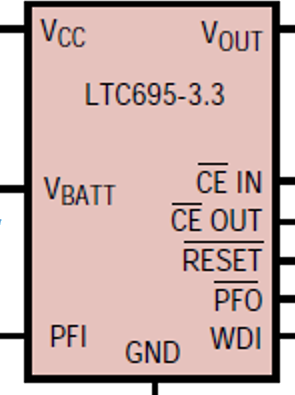 VCC VOUT
LTC695-3.3
VBATT
CE IN
CE OUT
RESET
PFO
PFI WDI
GND